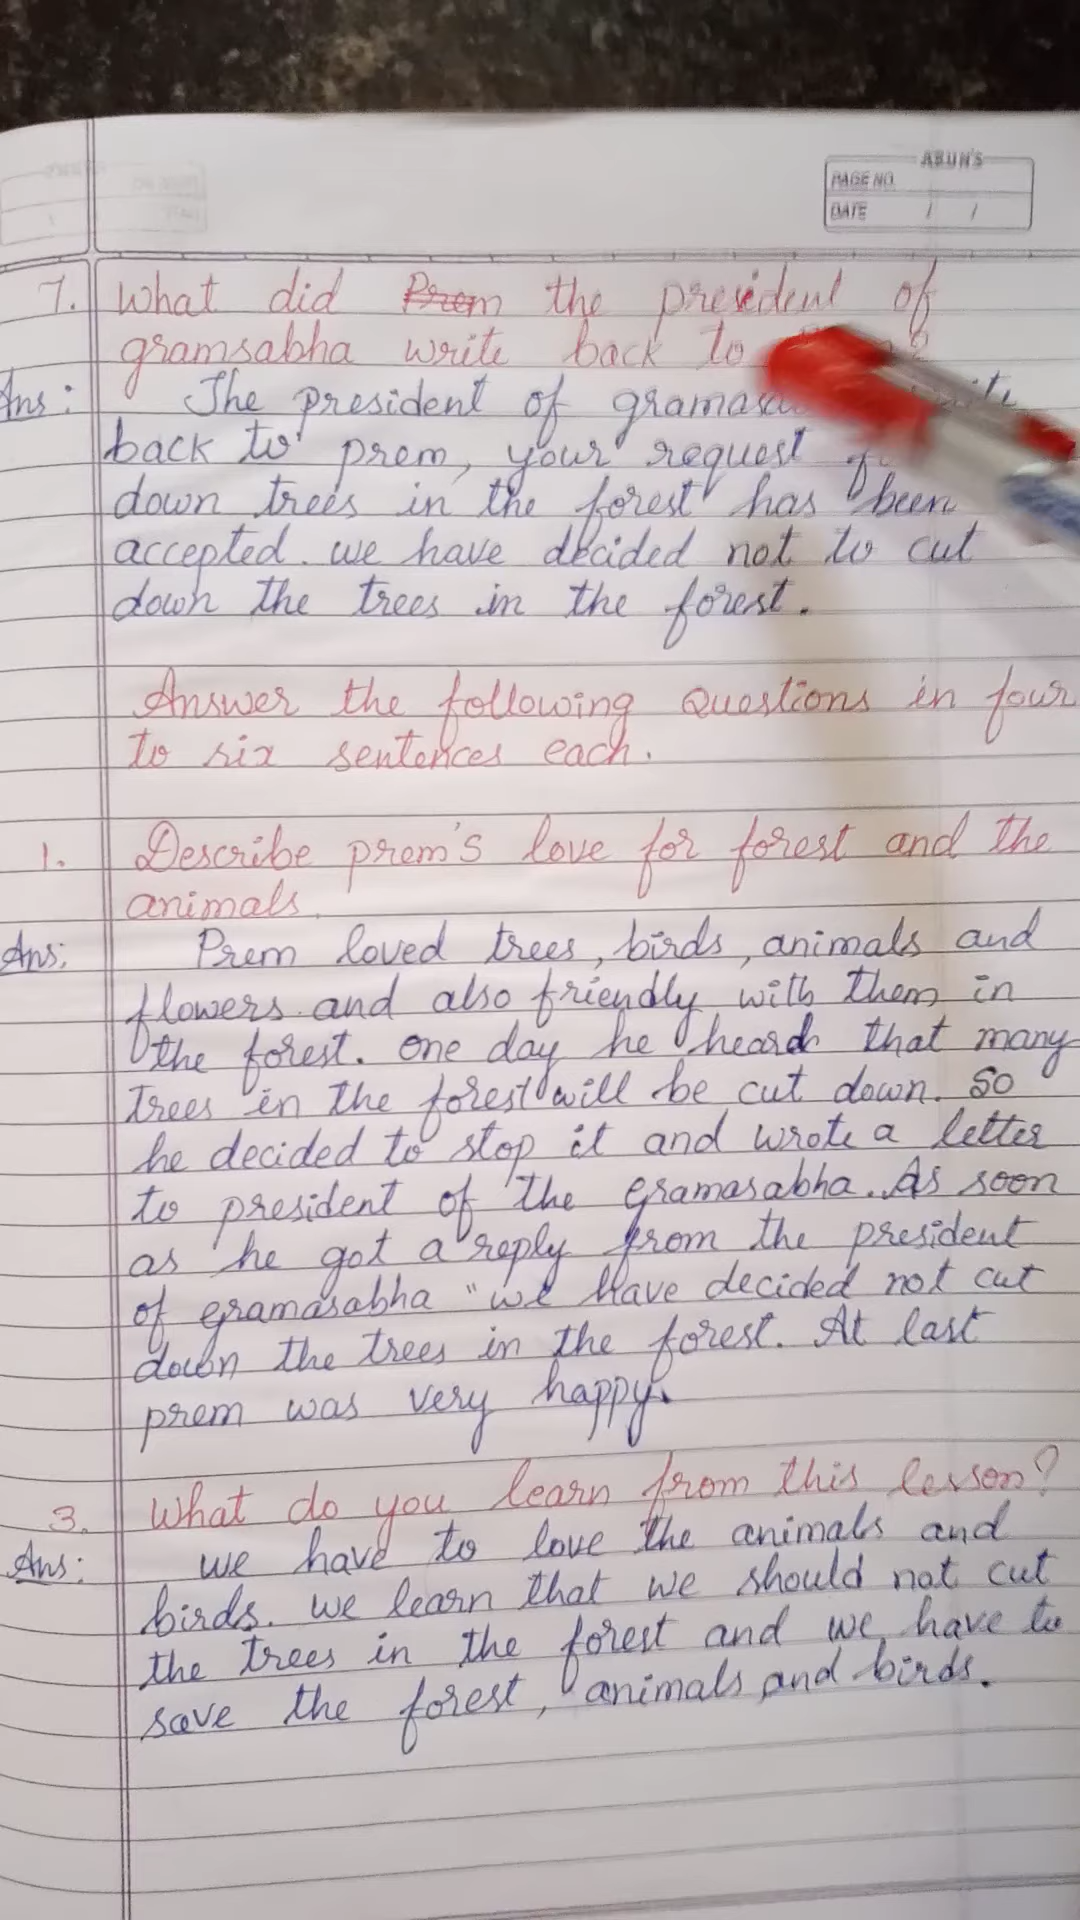 ABUN'S
PAGE NO.
DATE / /
7. What did Prem the president of
gramsabha write back to
Ans: The president of
back to prem, your request
down trees in the forest has been
accepted. we have decided not to cut
down the trees in the forest.
Answer the following Questions in four
to six sentences each.
1. Describe prem's love for forest and the
animals.
Ans: Prem loved trees, birds, animals and
flowers. and also friendly with them in
the forest. One day he heard that many
trees in the forest will be cut down. So
he decided to stop it and wrote a letter
to president of the Gramasabha. As soon
as he got a reply from the president
of gramasabha "we have decided not cut
down the trees in the forest. At last
prem was very happy.
3. What do you learn from this lesson?
Ans: we have to love the animals and
birds. we learn that we should not cut
the trees in the forest and we have to
save the forest, animals and birds.